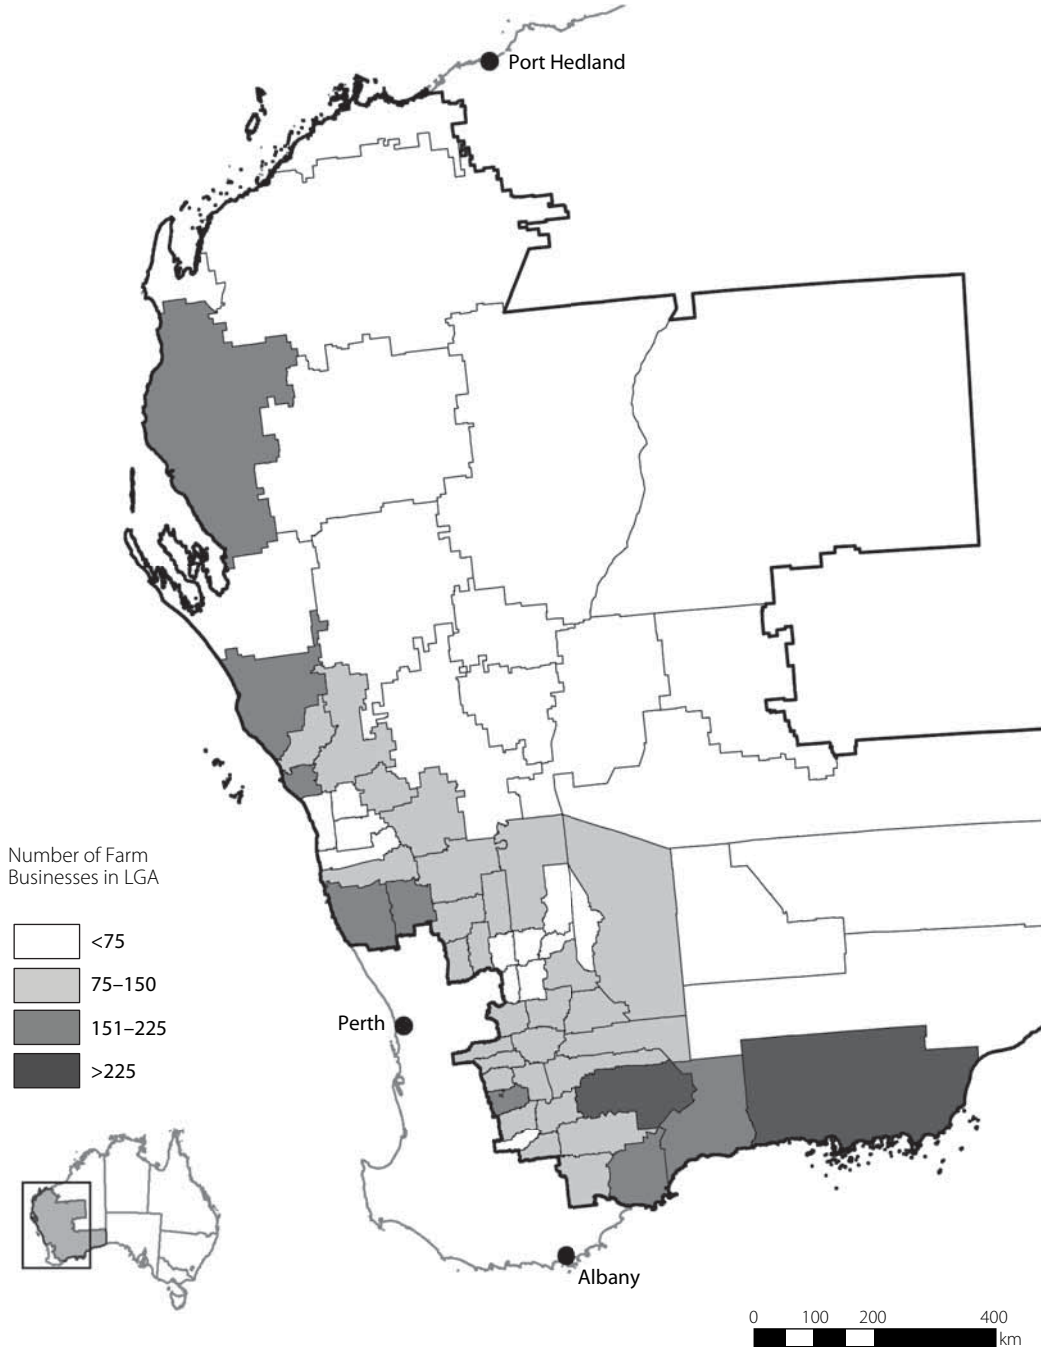 Port Hedland
Number of Farm
Businesses in LGA
<75
75–150
151–225
>225
Perth
Albany
0 100 200 400
km